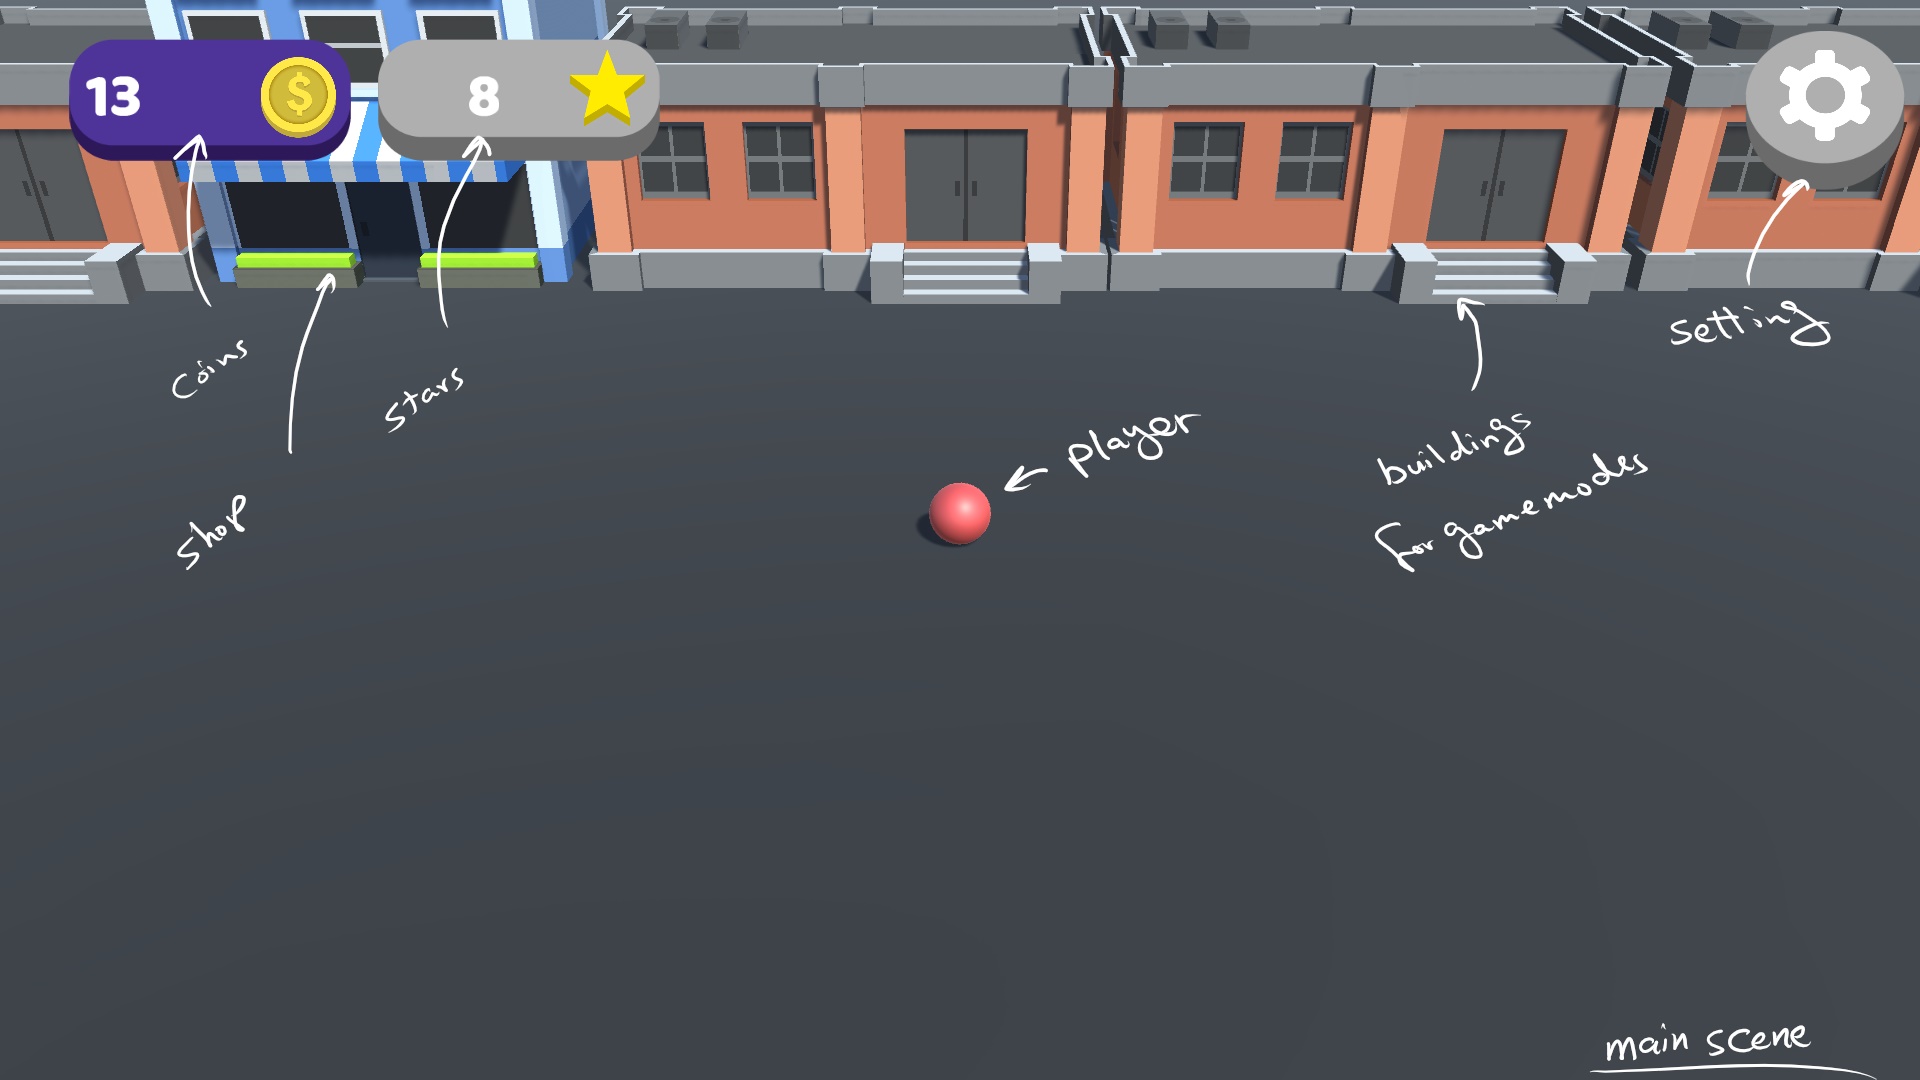 13
$
8
coins
stars
shop
player
buildings
for gamemodes
setting
main scene